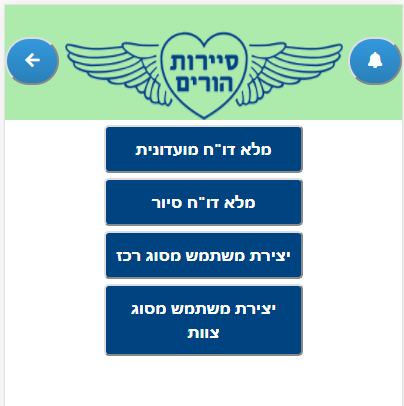 סיירות
הורים
מלא דו"ח מועדונית
מלא דו"ח סיור
יצירת משתמש מסוג רכז
יצירת משתמש מסוג
צוות